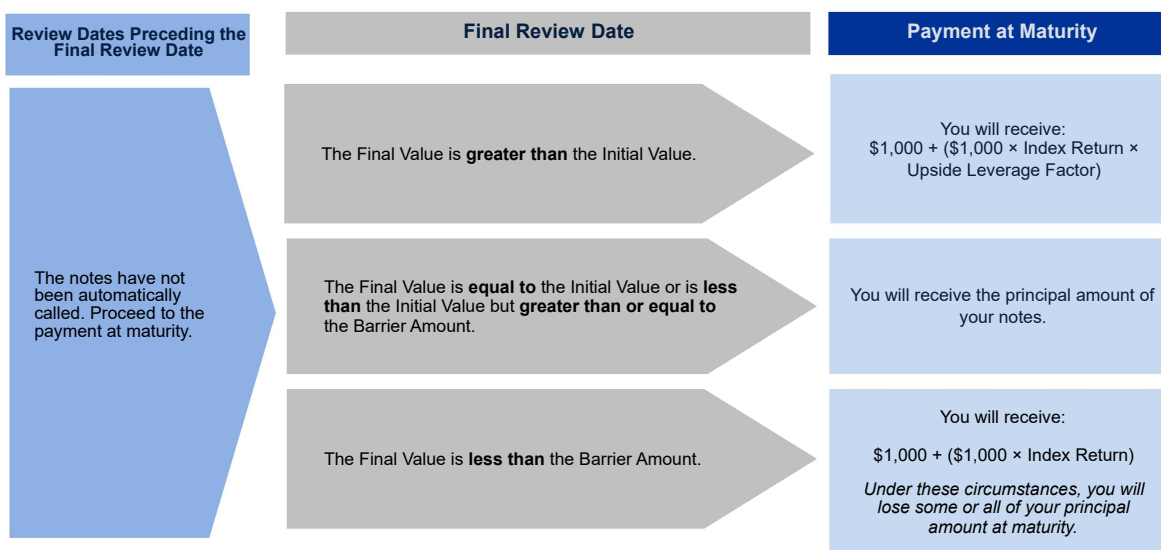 Review Dates Preceding the
Final Review Date
Final Review Date
Payment at Maturity
The notes have not
been automatically
called. Proceed to the
payment at maturity.
The Final Value is greater than the Initial Value.
You will receive:
$1,000 + ($1,000 × Index Return ×
Upside Leverage Factor)
The Final Value is equal to the Initial Value or is less
than the Initial Value but greater than or equal to
the Barrier Amount.
You will receive the principal amount of
your notes.
The Final Value is less than the Barrier Amount.
You will receive:
$1,000 + ($1,000 × Index Return)
Under these circumstances, you will
lose some or all of your principal
amount at maturity.